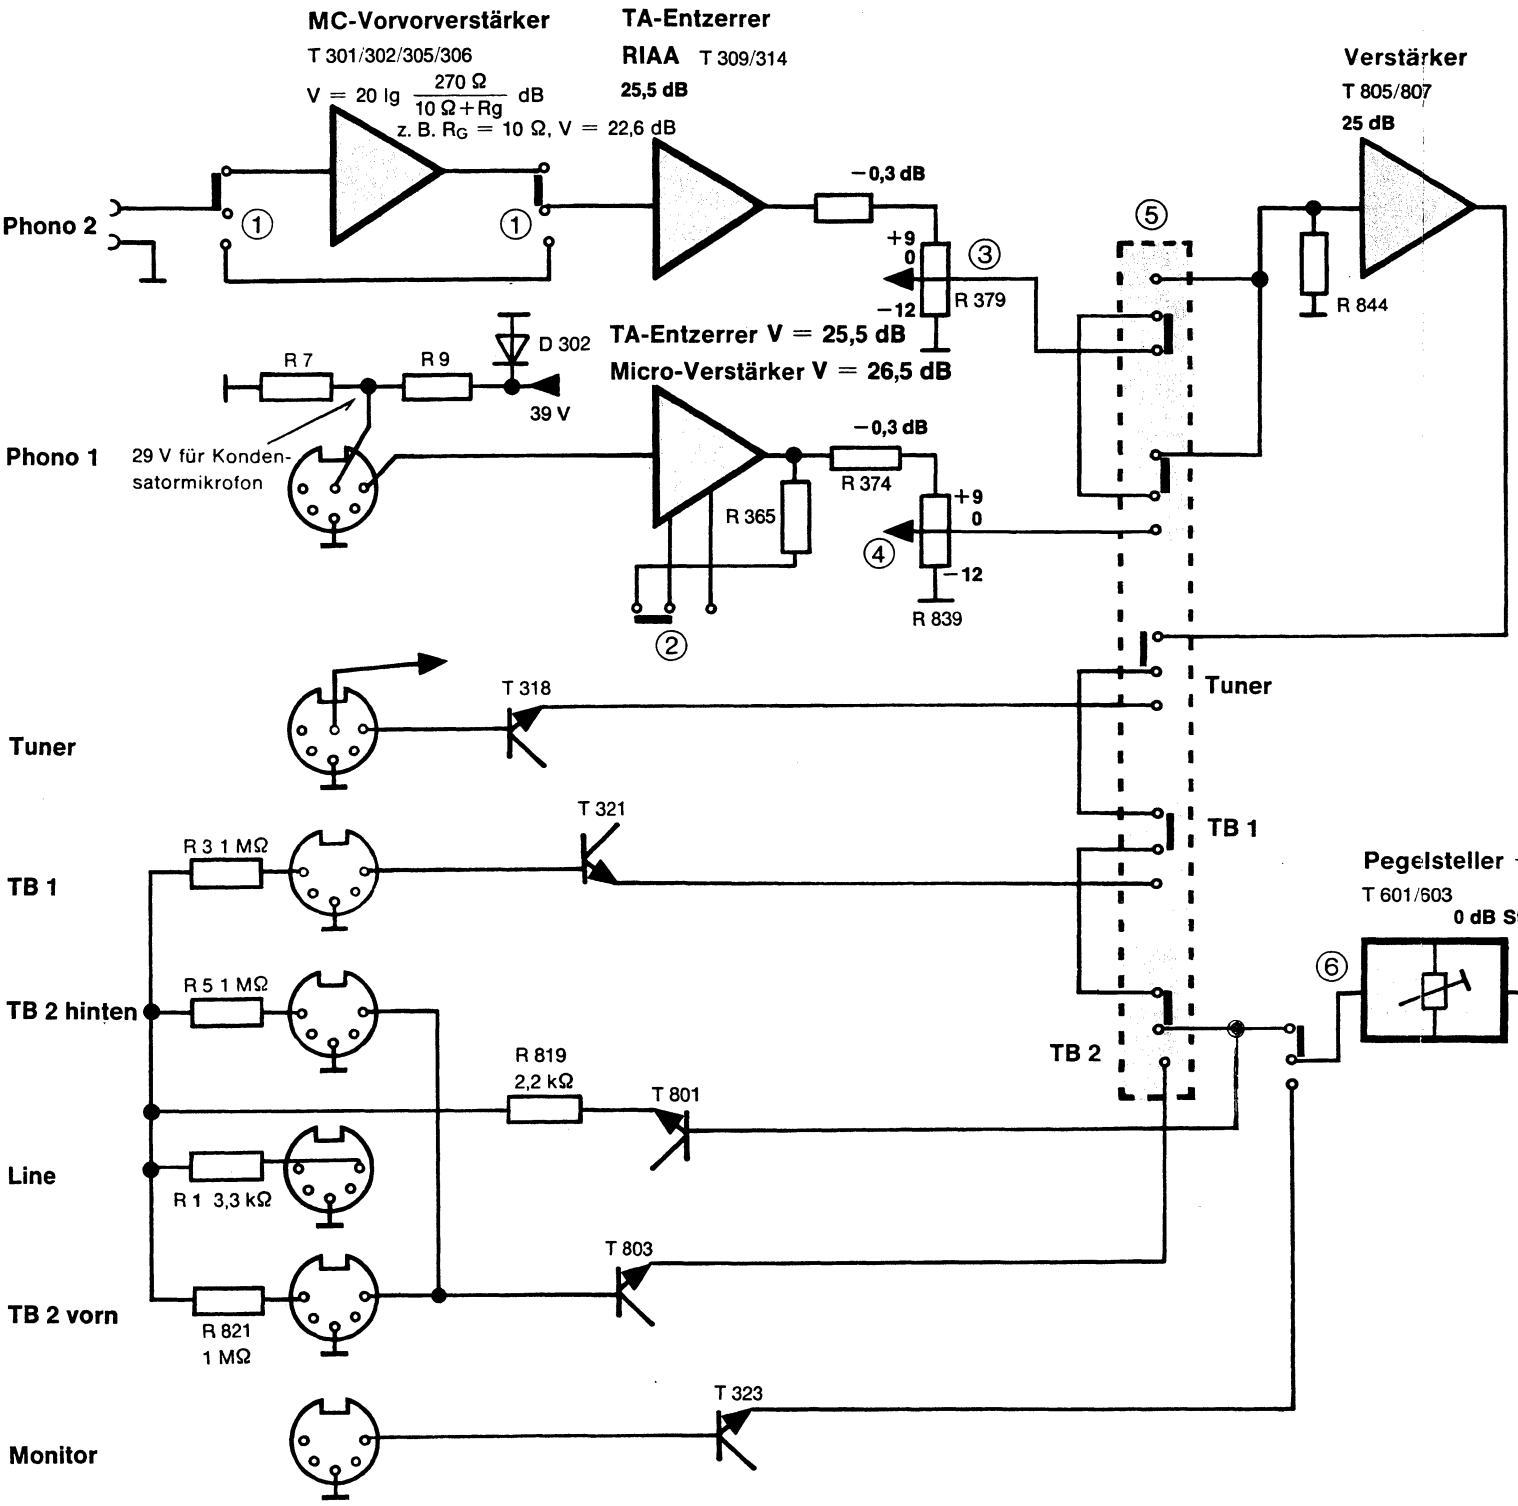 MC-Vorvorverstärker
T 301/302/305/306
V = 20 lg 270 Ω / 10 Ω+Rg dB
z. B. RG = 10 Ω, V = 22,6 dB
TA-Entzerrer
RIAA T 309/314
25,5 dB
Verstärker
T 805/807
25 dB
−0,3 dB
Phono 2
1
1
+9
0
−12
3
R 379
5
R 844
TA-Entzerrer V = 25,5 dB
Micro-Verstärker V = 26,5 dB
R 7
R 9
D 302
39 V
Phono 1
29 V für Konden-
satormikrofon
−0,3 dB
R 374
R 365
+9
0
−12
4
R 839
2
Tuner
T 318
Tuner
TB 1
R 3 1 MΩ
T 321
TB 1
Pegelsteller
T 601/603
0 dB
6
TB 2 hinten
R 5 1 MΩ
R 819
2,2 kΩ
T 801
TB 2
Line
R 1 3,3 kΩ
TB 2 vorn
R 821
1 MΩ
T 803
Monitor
T 323